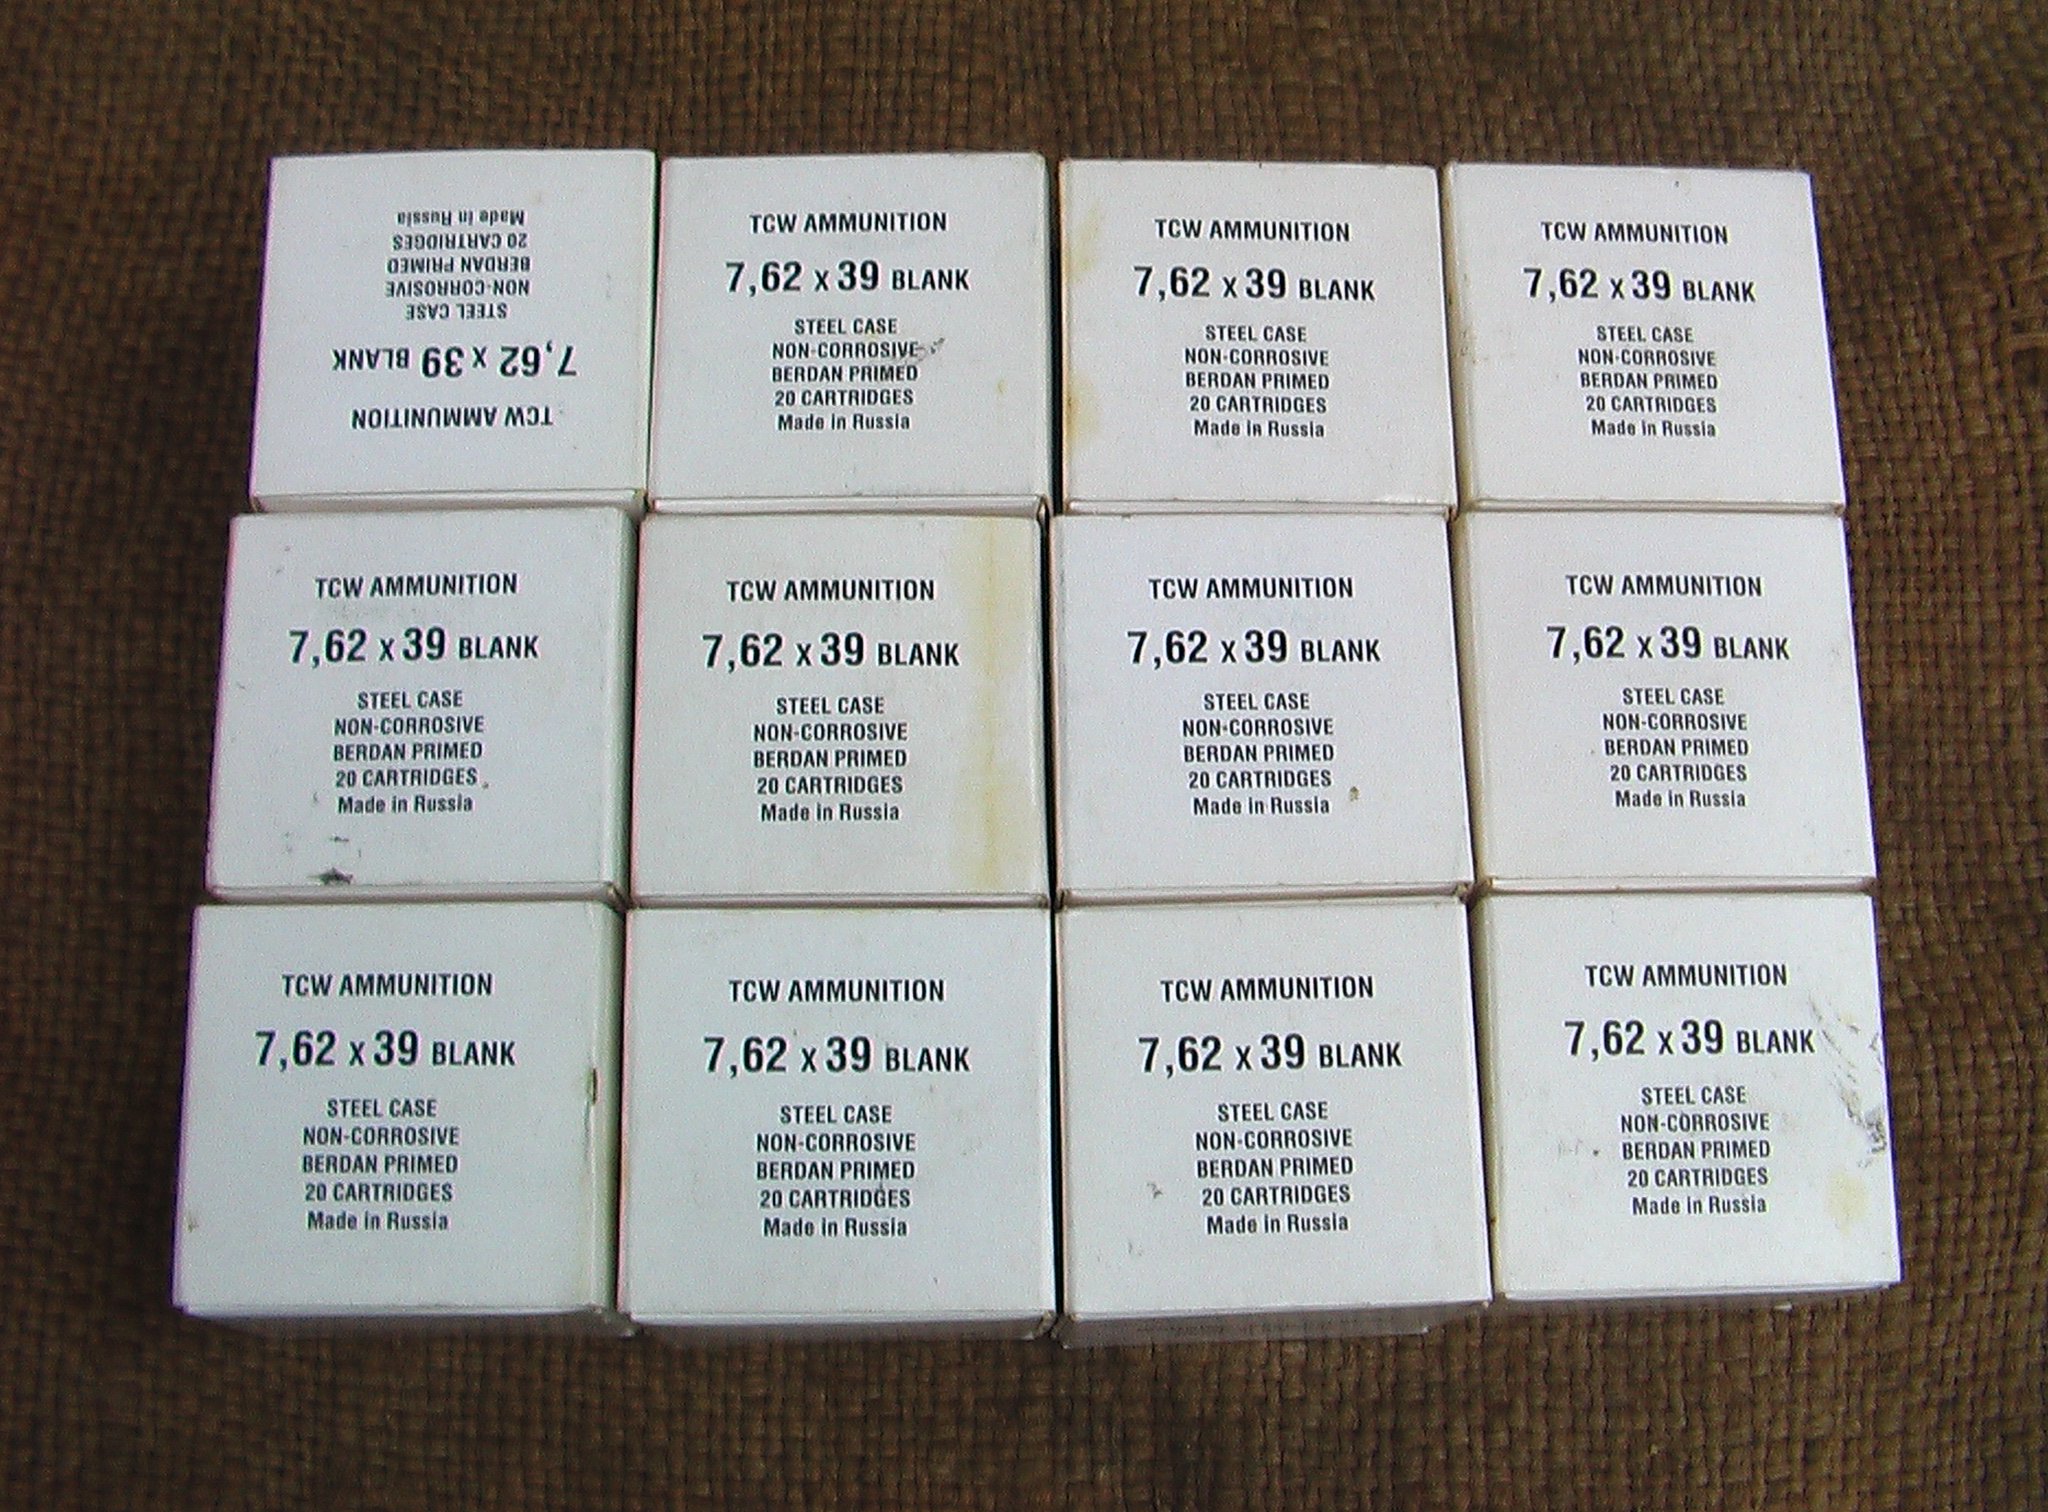 TCW AMMUNITION
7,62 x 39 BLANK
STEEL CASE
NON-CORROSIVE
BERDAN PRIMED
20 CARTRIDGES
Made in Russia
TCW AMMUNITION
7,62 x 39 BLANK
STEEL CASE
NON-CORROSIVE
BERDAN PRIMED
20 CARTRIDGES
Made in Russia
TCW AMMUNITION
7,62 x 39 BLANK
STEEL CASE
NON-CORROSIVE
BERDAN PRIMED
20 CARTRIDGES
Made in Russia
TCW AMMUNITION
7,62 x 39 BLANK
STEEL CASE
NON-CORROSIVE
BERDAN PRIMED
20 CARTRIDGES
Made in Russia
TCW AMMUNITION
7,62 x 39 BLANK
STEEL CASE
NON-CORROSIVE
BERDAN PRIMED
20 CARTRIDGES
Made in Russia
TCW AMMUNITION
7,62 x 39 BLANK
STEEL CASE
NON-CORROSIVE
BERDAN PRIMED
20 CARTRIDGES
Made in Russia
TCW AMMUNITION
7,62 x 39 BLANK
STEEL CASE
NON-CORROSIVE
BERDAN PRIMED
20 CARTRIDGES
Made in Russia
TCW AMMUNITION
7,62 x 39 BLANK
STEEL CASE
NON-CORROSIVE
BERDAN PRIMED
20 CARTRIDGES
Made in Russia
TCW AMMUNITION
7,62 x 39 BLANK
STEEL CASE
NON-CORROSIVE
BERDAN PRIMED
20 CARTRIDGES
Made in Russia
TCW AMMUNITION
7,62 x 39 BLANK
STEEL CASE
NON-CORROSIVE
BERDAN PRIMED
20 CARTRIDGES
Made in Russia
TCW AMMUNITION
7,62 x 39 BLANK
STEEL CASE
NON-CORROSIVE
BERDAN PRIMED
20 CARTRIDGES
Made in Russia
TCW AMMUNITION
7,62 x 39 BLANK
STEEL CASE
NON-CORROSIVE
BERDAN PRIMED
20 CARTRIDGES
Made in Russia